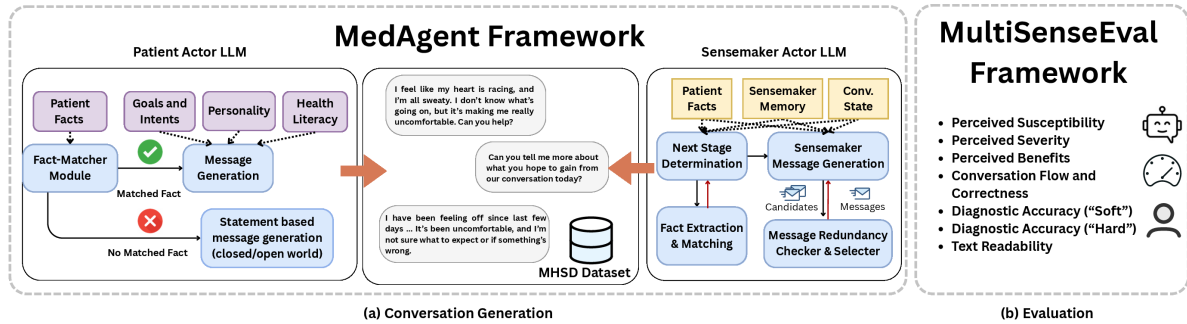 MedAgent Framework
Patient Actor LLM
Patient
Facts
Goals and
Intents
Personality
Health
Literacy
Fact-Matcher
Module
Matched Fact
Message
Generation
No Matched Fact
Statement based
message generation
(closed/open world)
I feel like my heart is racing, and
I'm all sweaty. I don't know what's
going on, but it's making me really
uncomfortable. Can you help?
Can you tell me more about
what you hope to gain from
our conversation today?
I have been feeling off since last few
days ... It's been uncomfortable, and I'm
not sure what to expect or if something's
wrong.
MHSD Dataset
Sensemaker Actor LLM
Patient
Facts
Sensemaker
Memory
Conv.
State
Next Stage
Determination
Sensemaker
Message Generation
Candidates
Messages
Fact Extraction
& Matching
Message Redundancy
Checker & Selecter
(a) Conversation Generation
MultiSenseEval
Framework
• Perceived Susceptibility
• Perceived Severity
• Perceived Benefits
• Conversation Flow and
Correctness
• Diagnostic Accuracy ("Soft")
• Diagnostic Accuracy ("Hard")
• Text Readability
(b) Evaluation